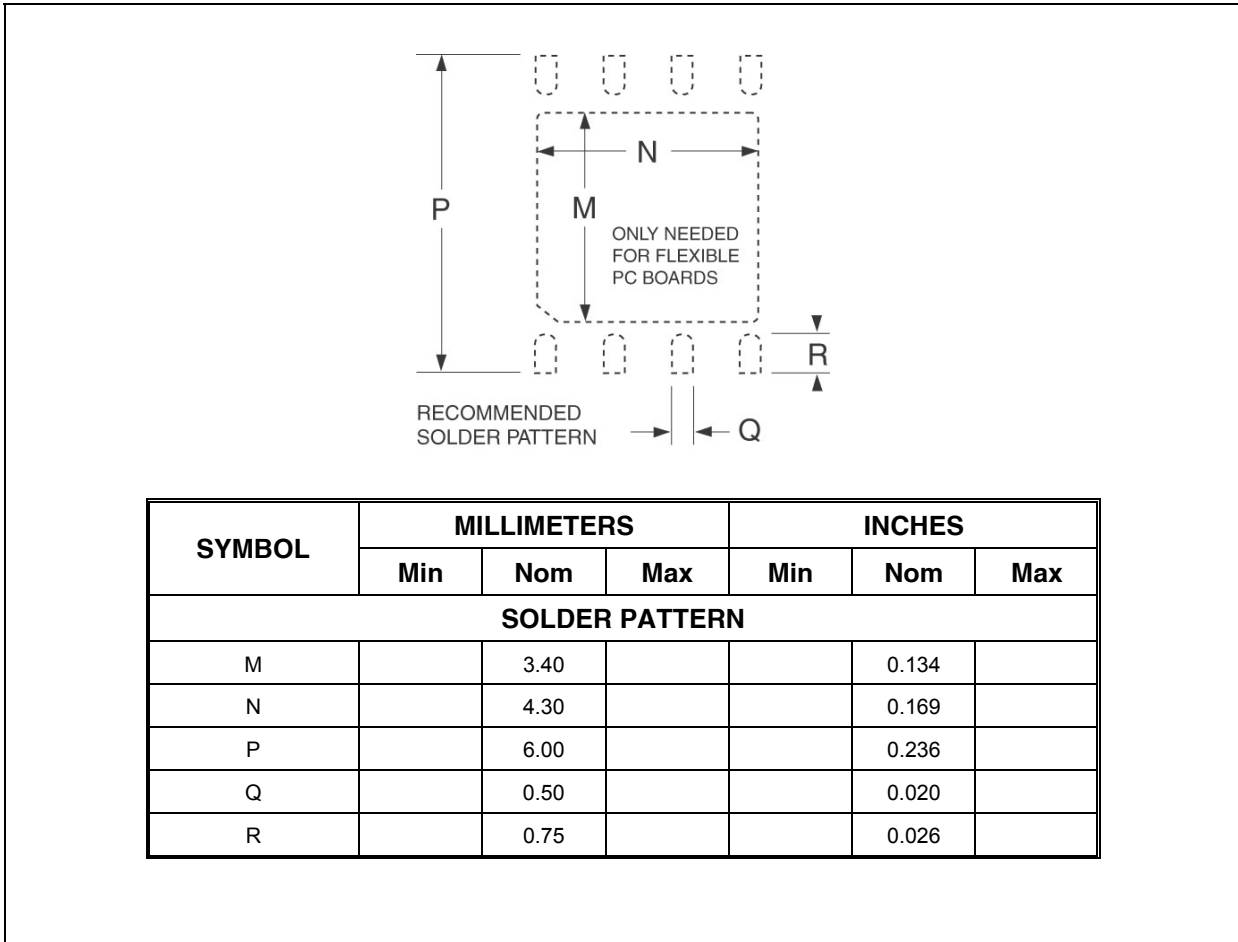 P
N
M
ONLY NEEDED
FOR FLEXIBLE
PC BOARDS
R
RECOMMENDED
SOLDER PATTERN
Q
SYMBOL MILLIMETERS INCHES
Min Nom Max Min Nom Max
SOLDER PATTERN
M 3.40 0.134
N 4.30 0.169
P 6.00 0.236
Q 0.50 0.020
R 0.75 0.026